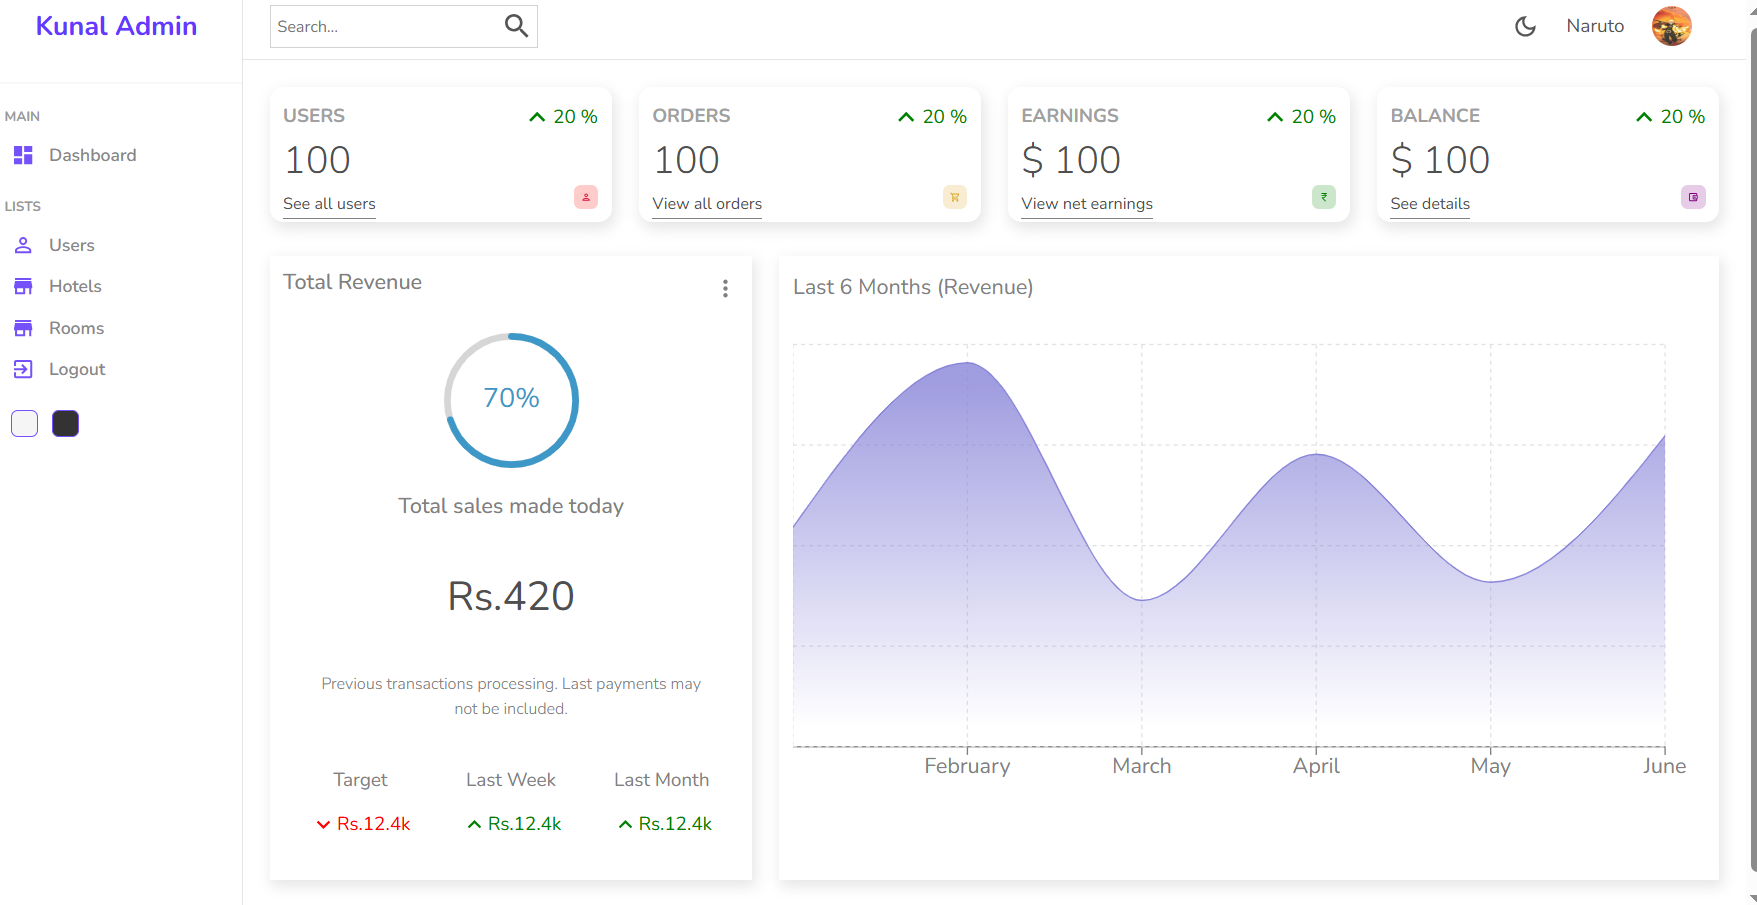 Kunal Admin
Search...
Naruto
MAIN
Dashboard
LISTS
Users
Hotels
Rooms
Logout
USERS
20 %
100
See all users
ORDERS
20 %
100
View all orders
EARNINGS
20 %
$ 100
View net earnings
₹
BALANCE
20 %
$ 100
See details
Total Revenue
70%
Total sales made today
Rs.420
Previous transactions processing. Last payments may
not be included.
Target
Last Week
Last Month
Rs.12.4k
Rs.12.4k
Rs.12.4k
Last 6 Months (Revenue)
February
March
April
May
June